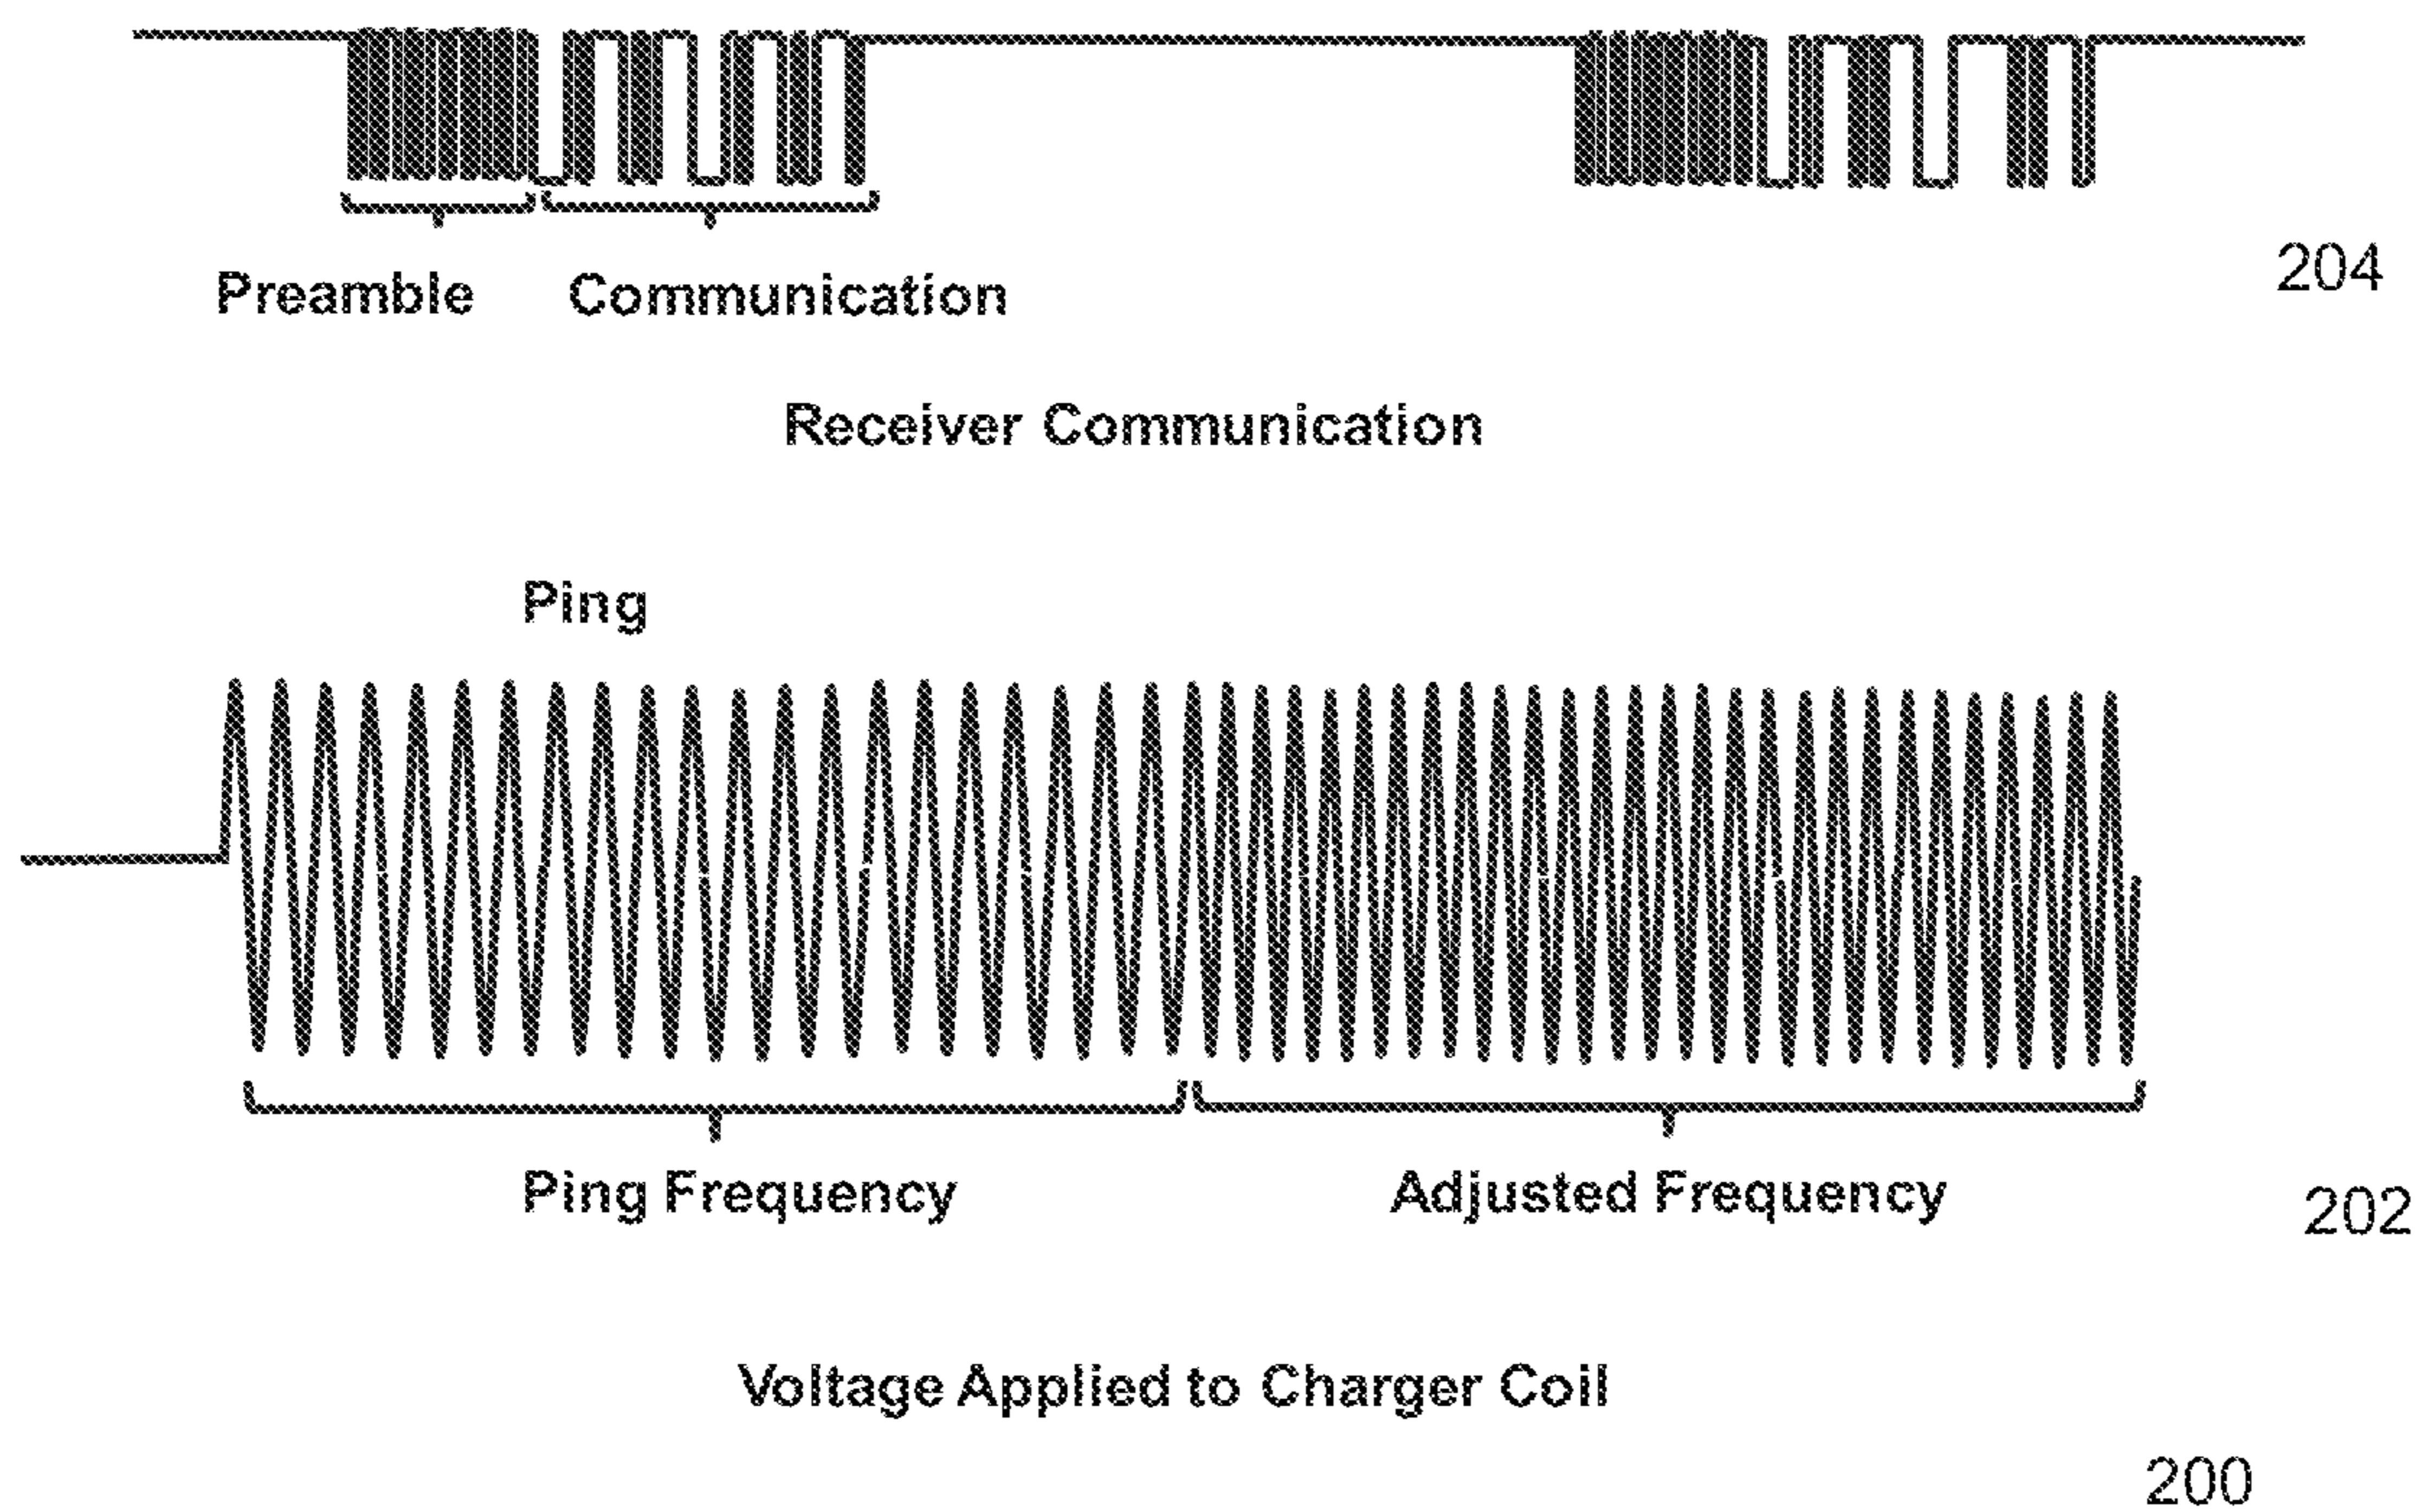 204
Preamble Communication
Receiver Communication
Ping
Ping Frequency Adjusted Frequency
202
Voltage Applied to Charger Coil
200